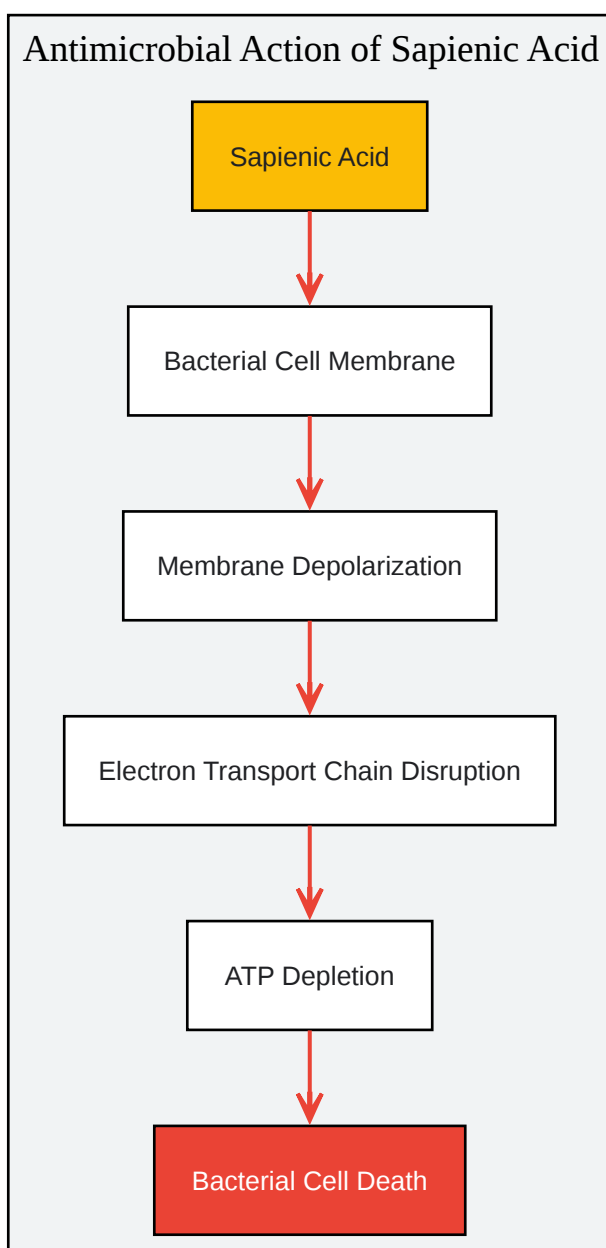 Antimicrobial Action of Sapienic Acid
Sapienic Acid
Bacterial Cell Membrane
Membrane Depolarization
Electron Transport Chain Disruption
ATP Depletion
Bacterial Cell Death